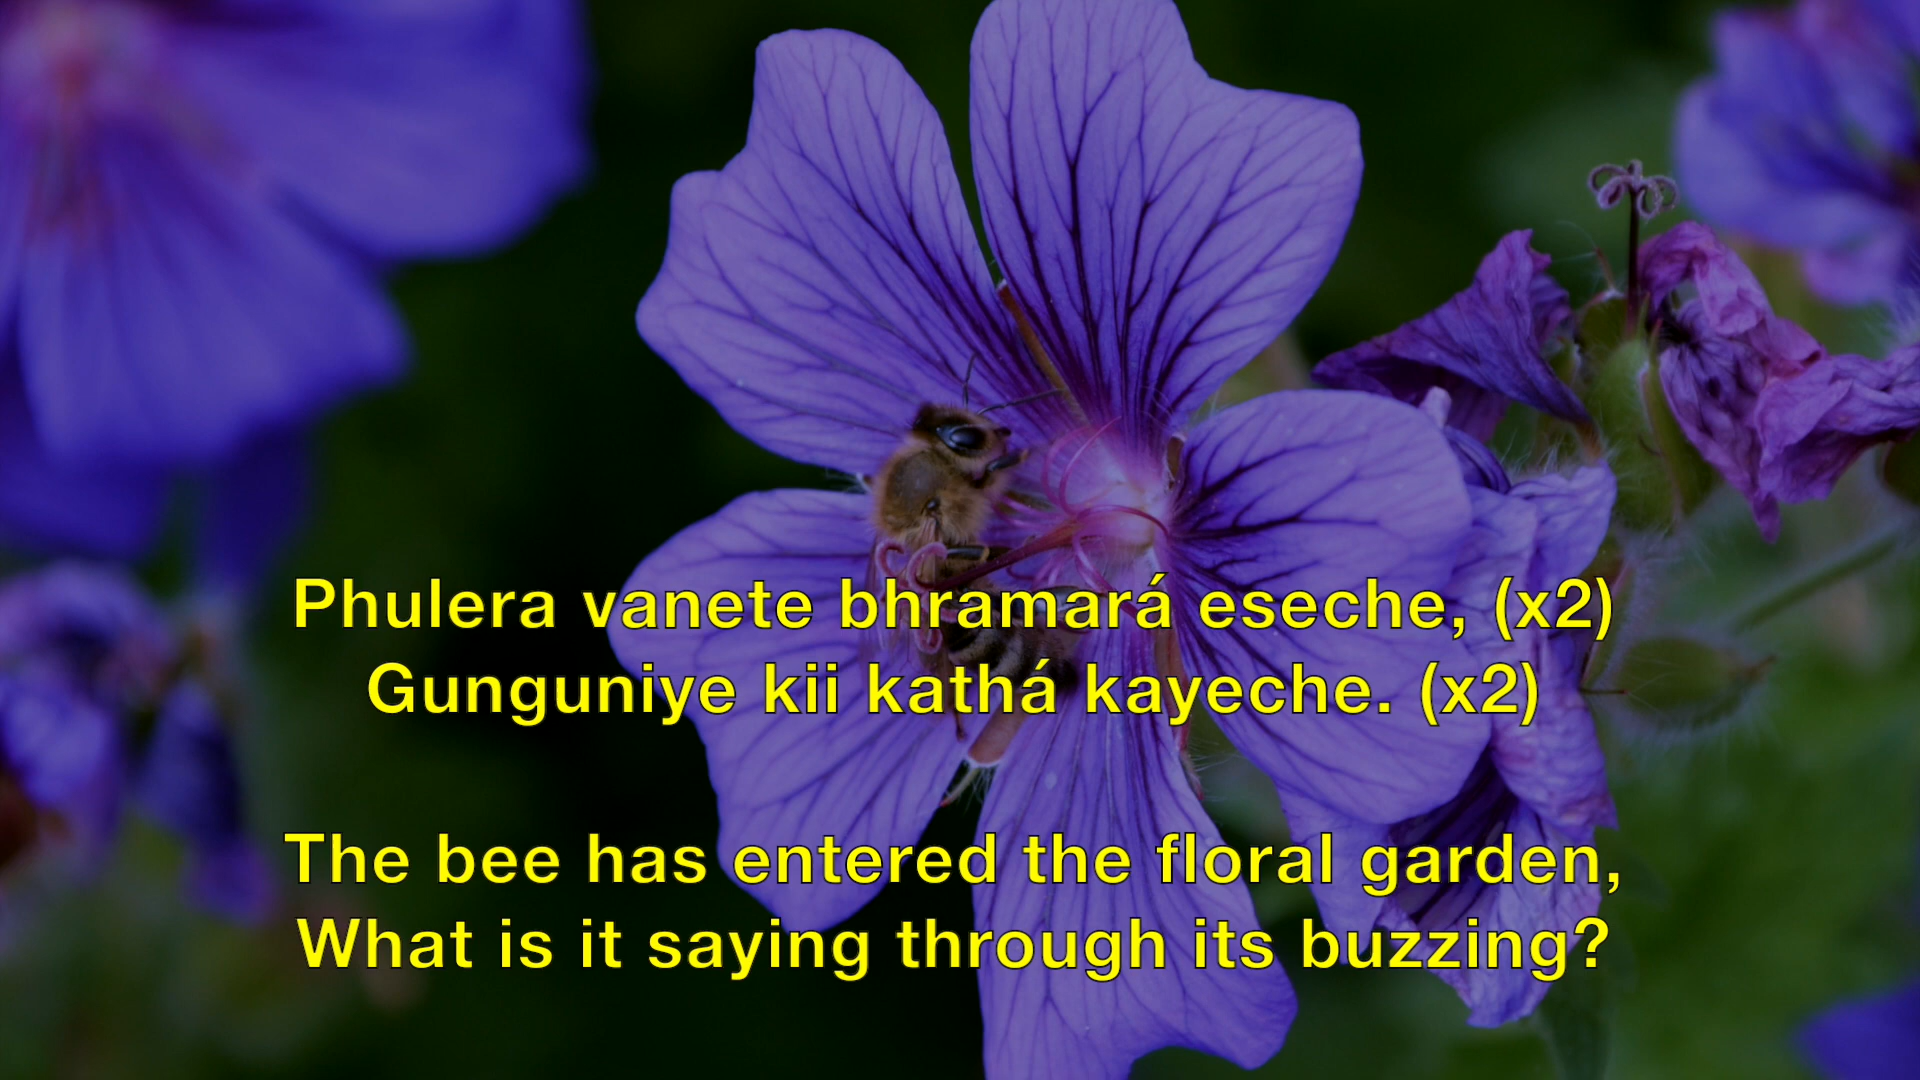 Phulera vanete bhramará eseche, (x2)
Gunguniye kii kathá kayeche. (x2)
The bee has entered the floral garden,
What is it saying through its buzzing?